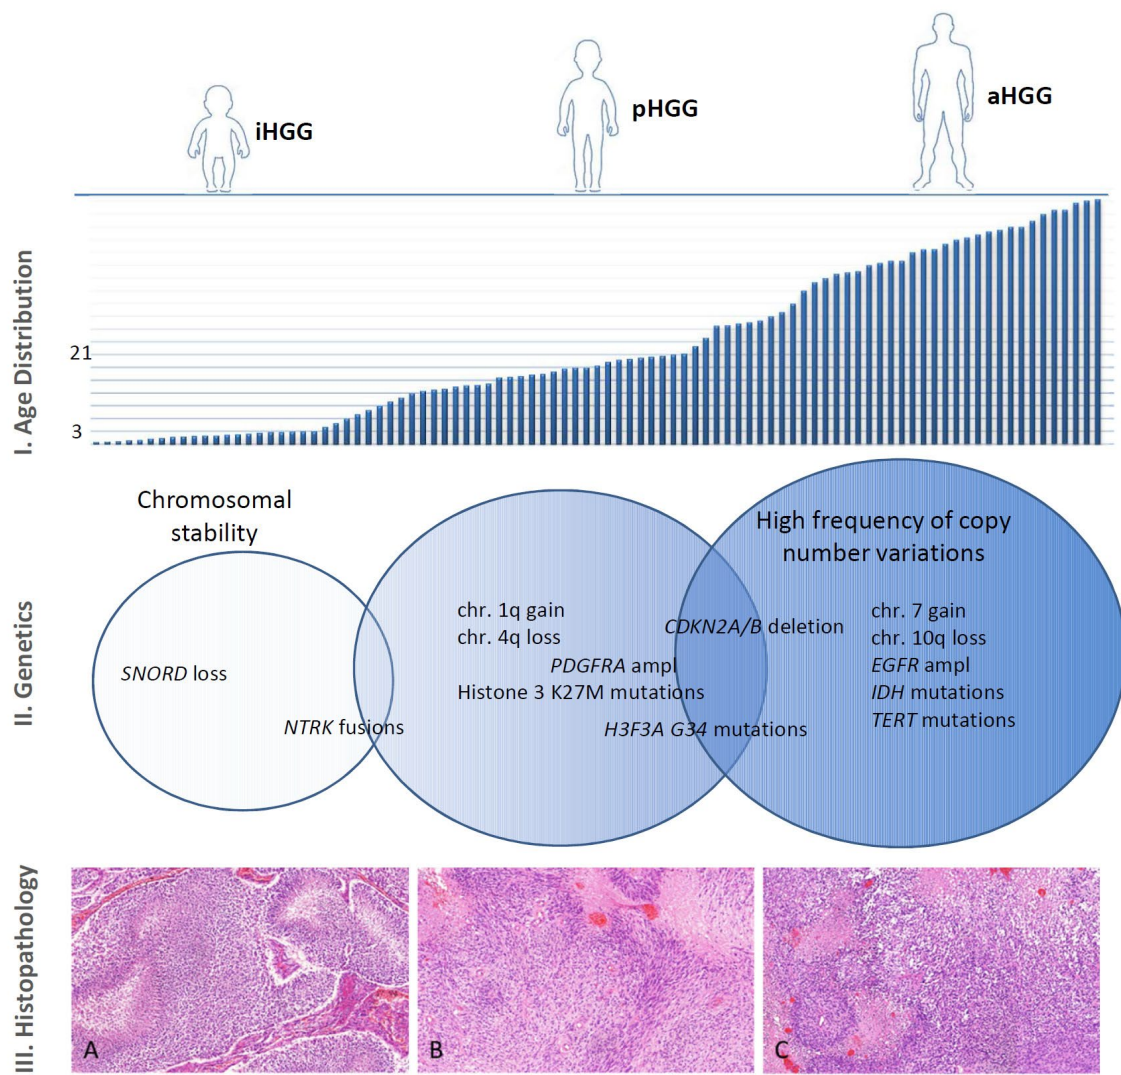 iHGG
pHGG
aHGG
I. Age Distribution
21
3
II. Genetics
Chromosomal
stability
SNORD loss
NTRK fusions
chr. 1q gain
chr. 4q loss
PDGFRA ampl
Histone 3 K27M mutations
H3F3A G34 mutations
CDKN2A/B deletion
High frequency of copy
number variations
chr. 7 gain
chr. 10q loss
EGFR ampl
IDH mutations
TERT mutations
III. Histopathology
A
B
C